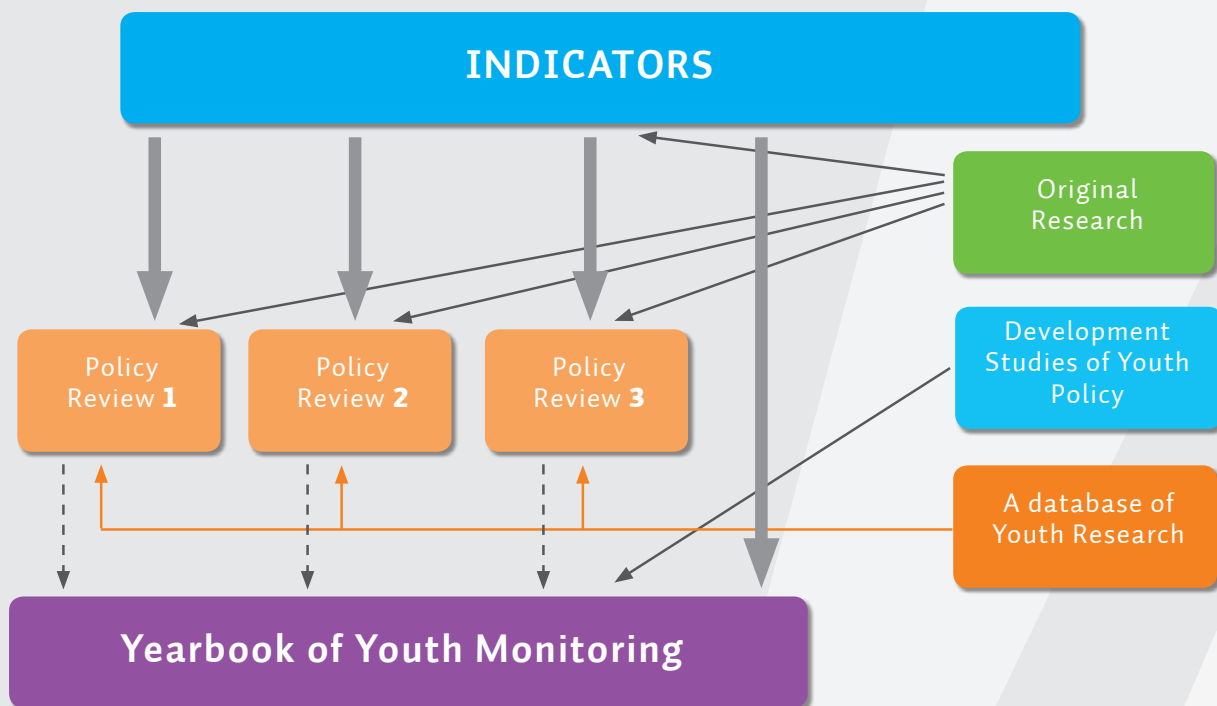 INDICATORS
Original
Research
Policy
Review 1
Policy
Review 2
Policy
Review 3
Development
Studies of Youth
Policy
A database of
Youth Research
Yearbook of Youth Monitoring